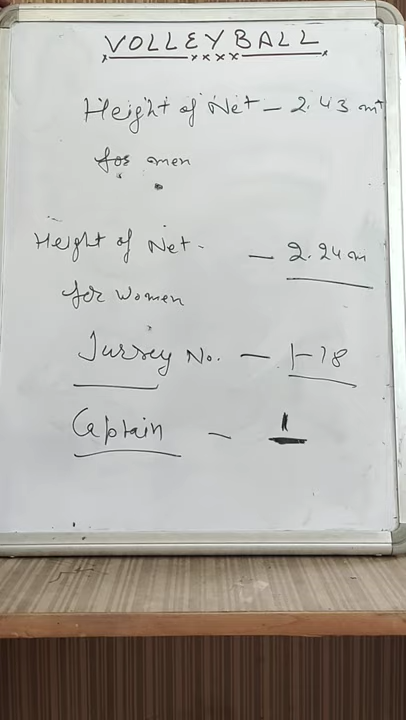 VOLLEYBALL
Height of Net - 2.43 mt
for men
Height of Net - - 2.24 cm
for women
Jursey No. - 1-18
Captain - 1